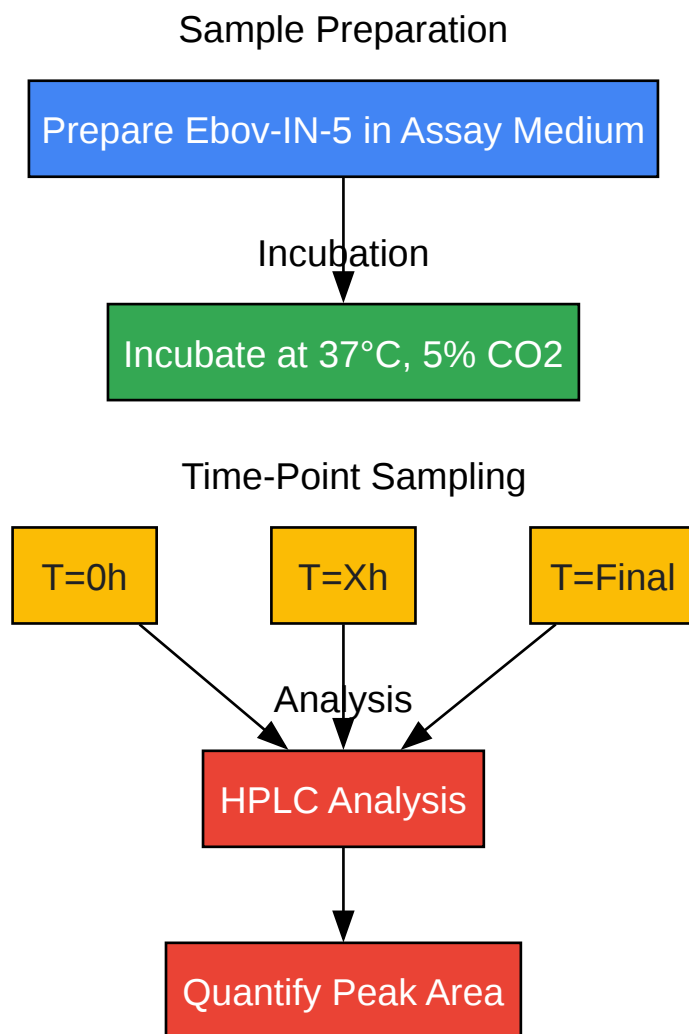 Sample Preparation
Prepare Ebov-IN-5 in Assay Medium
Incubation
Incubate at 37°C, 5% CO2
Time-Point Sampling
T=0h
T=Xh
T=Final
Analysis
HPLC Analysis
Quantify Peak Area